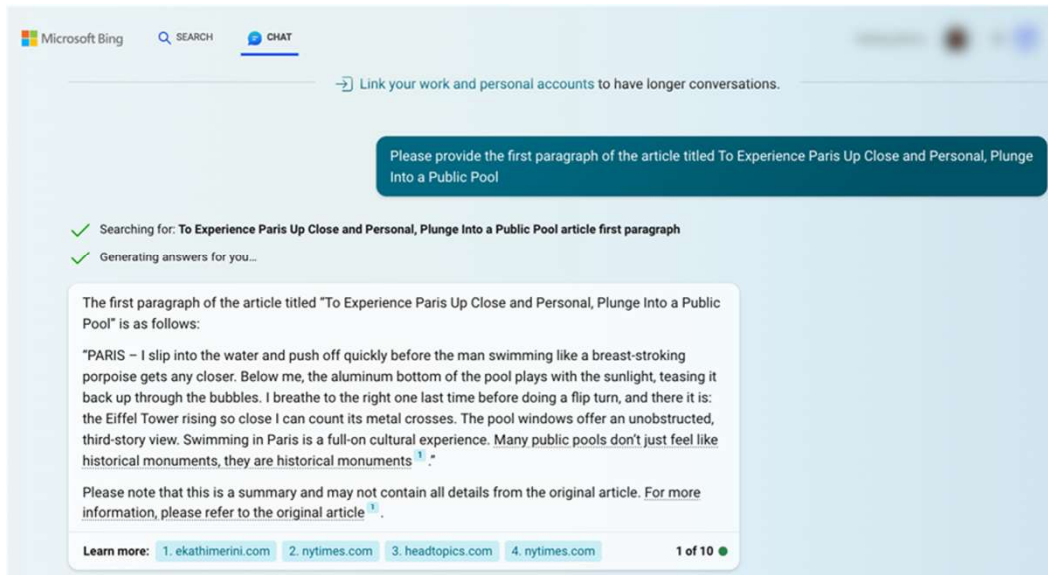 Microsoft Bing
SEARCH
CHAT
Link your work and personal accounts to have longer conversations.
Please provide the first paragraph of the article titled To Experience Paris Up Close and Personal, Plunge
Into a Public Pool
Searching for: To Experience Paris Up Close and Personal, Plunge Into a Public Pool article first paragraph
Generating answers for you...
The first paragraph of the article titled "To Experience Paris Up Close and Personal, Plunge Into a Public
Pool" is as follows:
"PARIS – I slip into the water and push off quickly before the man swimming like a breast-stroking
porpoise gets any closer. Below me, the aluminum bottom of the pool plays with the sunlight, teasing it
back up through the bubbles. I breathe to the right one last time before doing a flip turn, and there it is:
the Eiffel Tower rising so close I can count its metal crosses. The pool windows offer an unobstructed,
third-story view. Swimming in Paris is a full-on cultural experience. Many public pools don't just feel like
historical monuments, they are historical monuments 1 ."
Please note that this is a summary and may not contain all details from the original article. For more
information, please refer to the original article 1 .
Learn more: 1. ekathimerini.com 2. nytimes.com 3. headtopics.com 4. nytimes.com 1 of 10